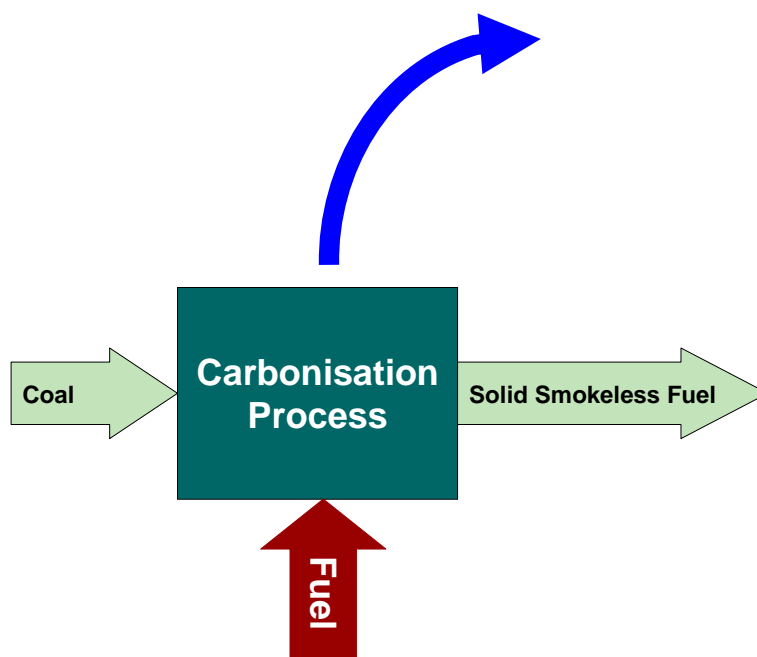 Coal
Carbonisation
Process
Solid Smokeless Fuel
Fuel